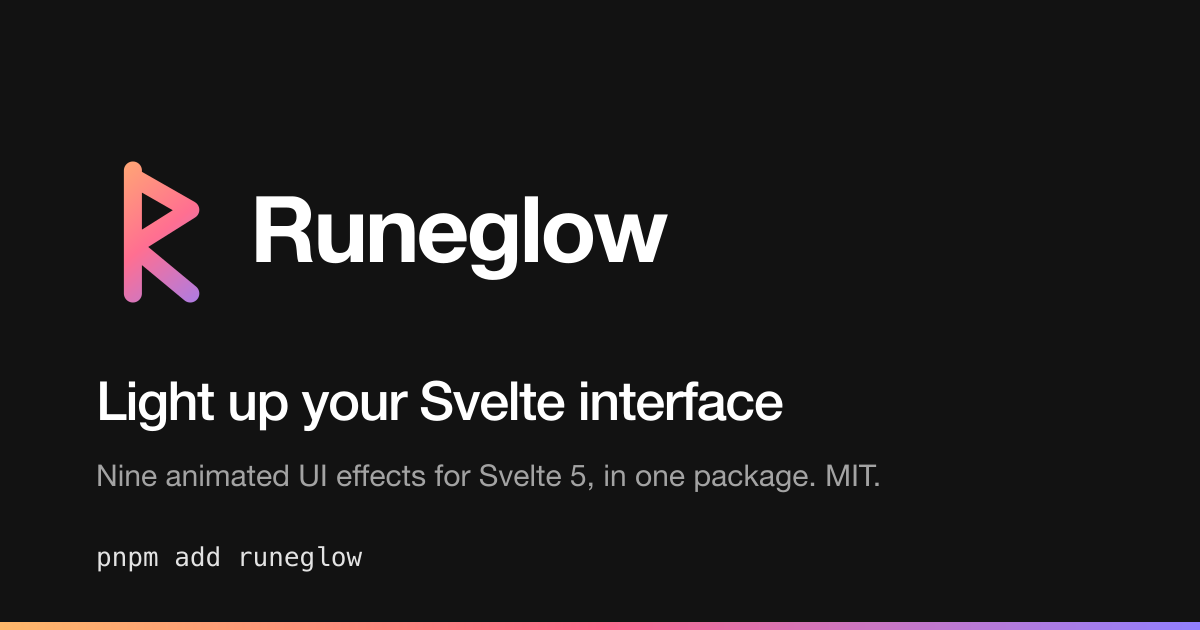 Runeglow
Light up your Svelte interface
Nine animated UI effects for Svelte 5, in one package. MIT.
pnpm add runeglow